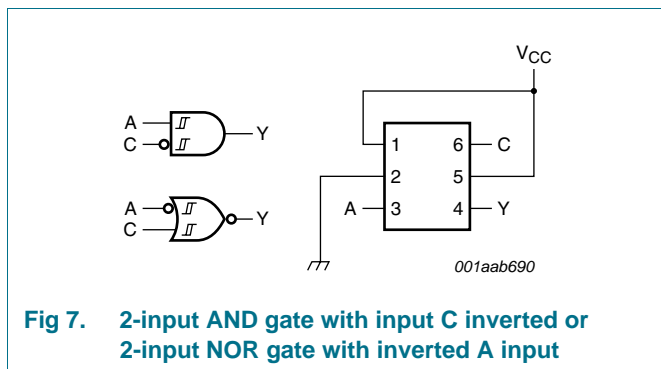 VCC
A
C
Y
A
C
Y
1
2
A 3
6 C
5
4 Y
001aab690
Fig 7. 2-input AND gate with input C inverted or
2-input NOR gate with inverted A input